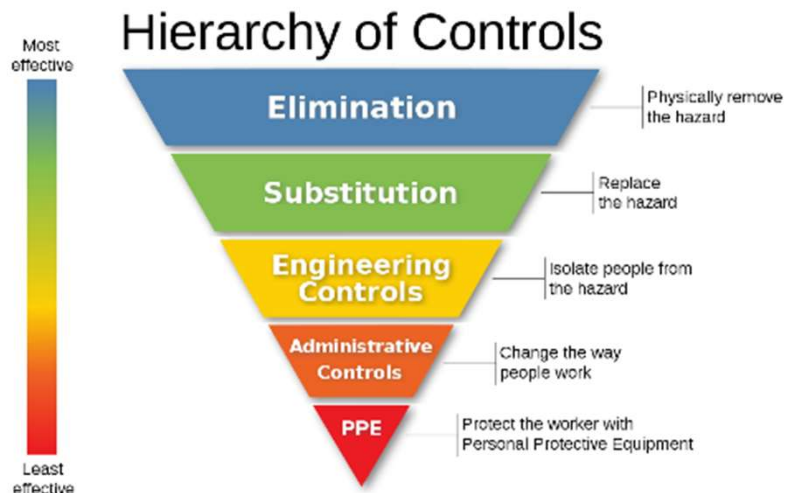 Hierarchy of Controls
Most
effective
Elimination
Physically remove
the hazard
Substitution
Replace
the hazard
Engineering
Controls
Isolate people from
the hazard
Administrative
Controls
Change the way
people work
PPE
Protect the worker with
Personal Protective Equipment
Least
effective